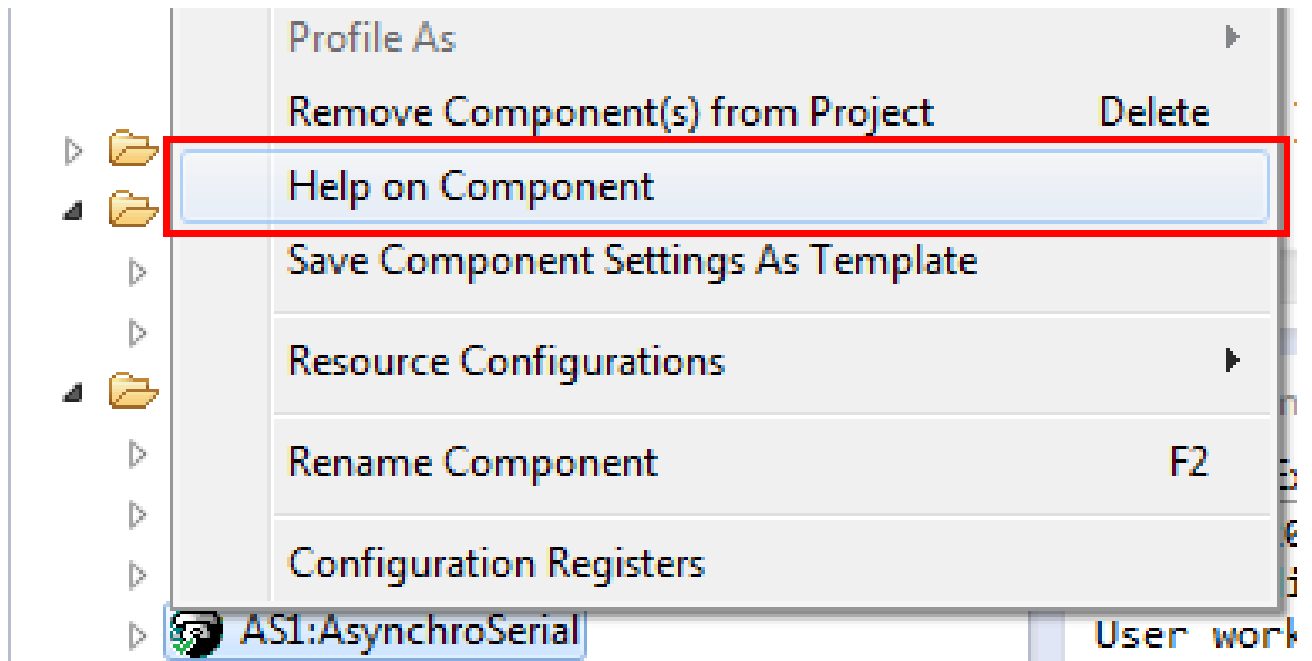 Profile As
Remove Component(s) from Project Delete
Help on Component
Save Component Settings As Template
Resource Configurations
Rename Component F2
Configuration Registers
AS1:AsynchroSerial
User work